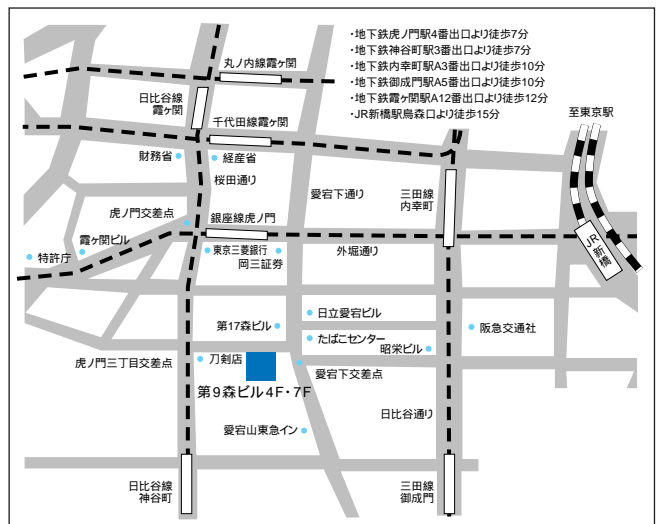 ・地下鉄虎ノ門駅4番出口より徒歩7分
・地下鉄神谷町駅3番出口より徒歩7分
・地下鉄内幸町駅A3番出口より徒歩10分
・地下鉄御成門駅A5番出口より徒歩10分
・地下鉄霞ヶ関駅A12番出口より徒歩12分
・JR新橋駅烏森口より徒歩15分
丸ノ内線霞ヶ関
日比谷線
霞ヶ関
千代田線霞ヶ関
至東京駅
財務省
経産省
桜田通り
愛宕下通り
三田線
内幸町
虎ノ門交差点
銀座線虎ノ門
霞ヶ関ビル
特許庁
東京三菱銀行
岡三証券
外堀通り
JR新橋
日立愛宕ビル
第17森ビル
たばこセンター
阪急交通社
昭栄ビル
虎ノ門三丁目交差点
刀剣店
愛宕下交差点
第9森ビル4F・7F
日比谷通り
愛宕山東急イン
日比谷線
神谷町
三田線
御成門